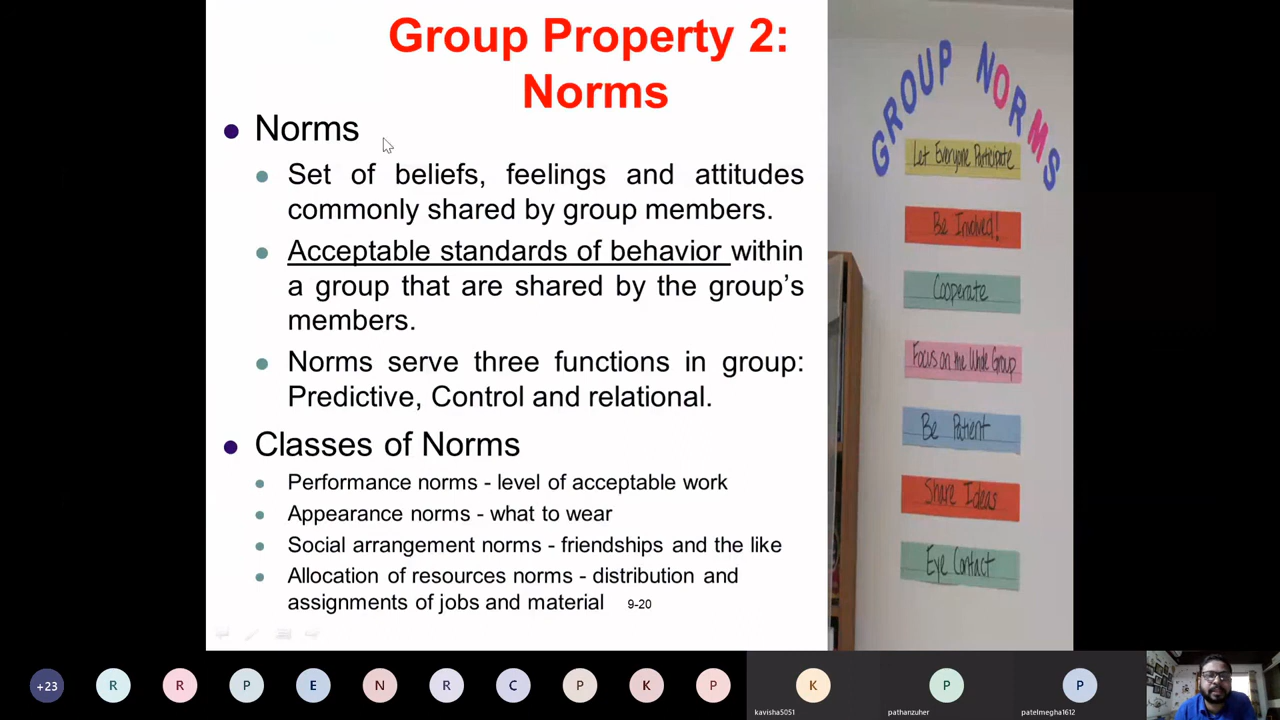 Group Property 2:
Norms
Norms
Set of beliefs, feelings and attitudes
commonly shared by group members.
Acceptable standards of behavior within
a group that are shared by the group's
members.
Norms serve three functions in group:
Predictive, Control and relational.
Classes of Norms
Performance norms - level of acceptable work
Appearance norms - what to wear
Social arrangement norms - friendships and the like
Allocation of resources norms - distribution and
assignments of jobs and material
9-20
GROUP NORMS
Let Everyone Participate
Be Involved!
Cooperate
Focus on the Whole Group
Be Patient
Share Ideas
Eye Contact
+23 R R P E N R C P K P K P P
kavisha5051 pathanzuher patelmegha1612